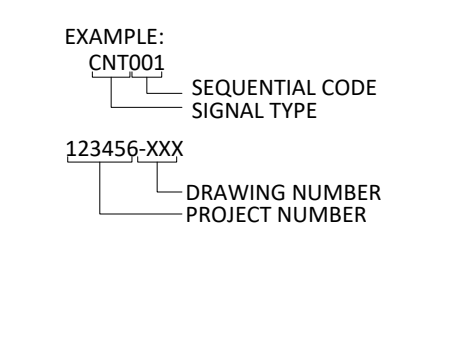 EXAMPLE:
CNT001
SEQUENTIAL CODE
SIGNAL TYPE
123456-XXX
DRAWING NUMBER
PROJECT NUMBER